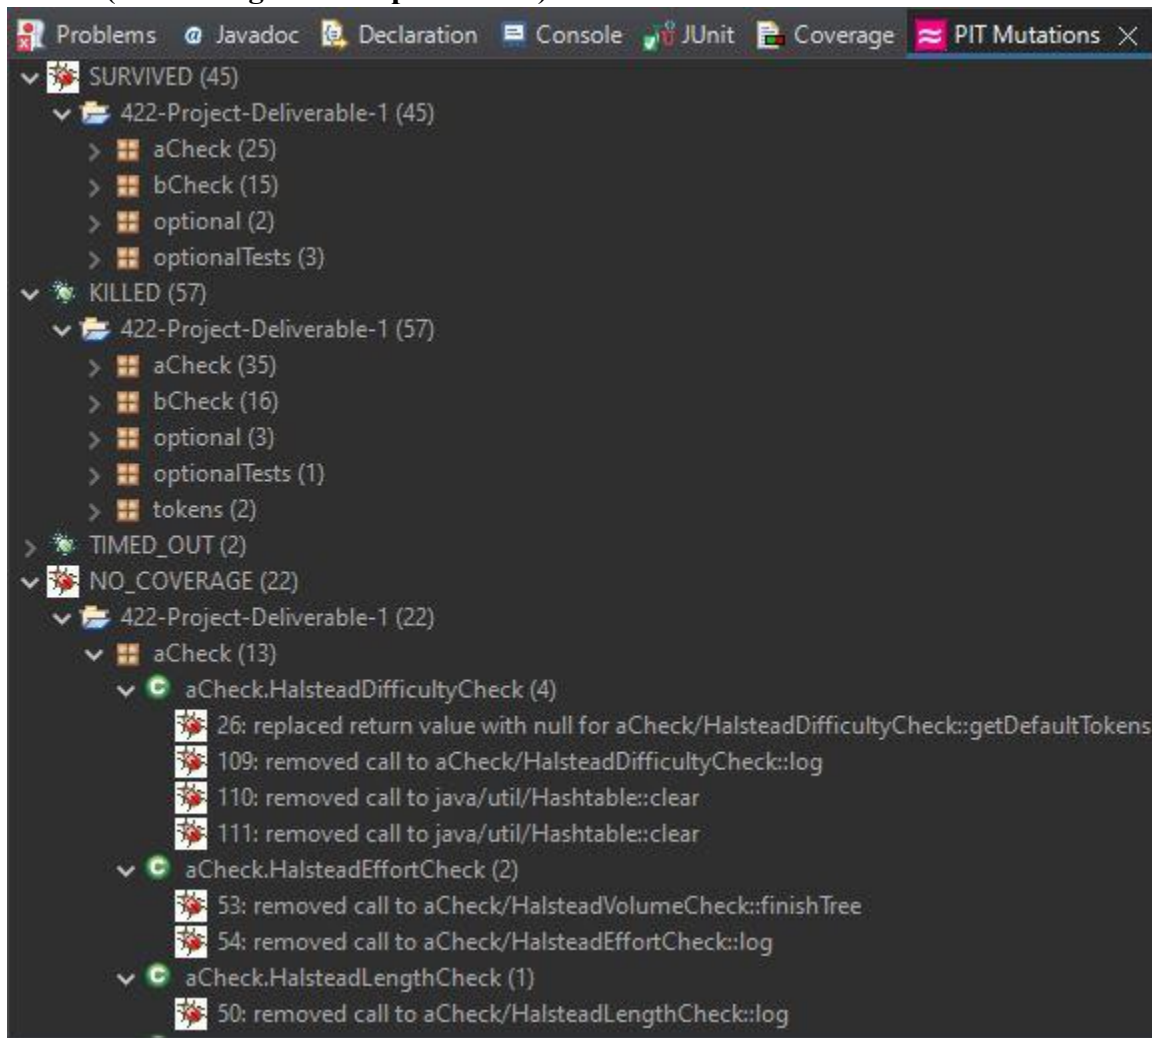 Problems @ Javadoc Declaration Console JUnit Coverage PIT Mutations
SURVIVED (45)
422-Project-Deliverable-1 (45)
aCheck (25)
bCheck (15)
optional (2)
optionalTests (3)
KILLED (57)
422-Project-Deliverable-1 (57)
aCheck (35)
bCheck (16)
optional (3)
optionalTests (1)
tokens (2)
TIMED_OUT (2)
NO_COVERAGE (22)
422-Project-Deliverable-1 (22)
aCheck (13)
aCheck.HalsteadDifficultyCheck (4)
26: replaced return value with null for aCheck/HalsteadDifficultyCheck::getDefaultTokens
109: removed call to aCheck/HalsteadDifficultyCheck::log
110: removed call to java/util/Hashtable::clear
111: removed call to java/util/Hashtable::clear
aCheck.HalsteadEffortCheck (2)
53: removed call to aCheck/HalsteadVolumeCheck::finishTree
54: removed call to aCheck/HalsteadEffortCheck::log
aCheck.HalsteadLengthCheck (1)
50: removed call to aCheck/HalsteadLengthCheck::log